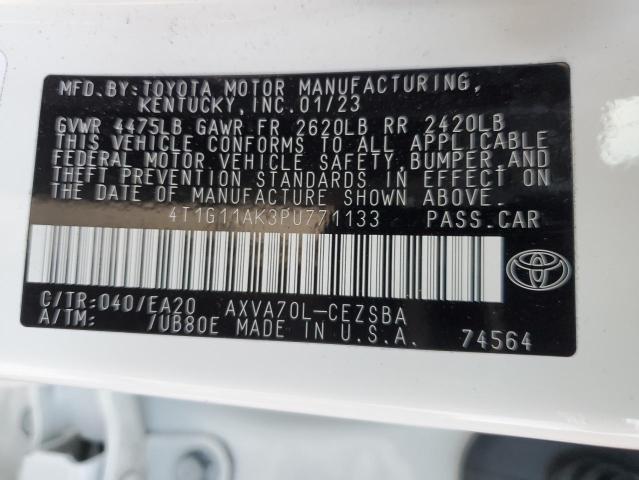 MFD.BY:TOYOTA MOTOR MANUFACTURING,
KENTUCKY, INC.01/23
GVWR 4475LB GAWR FR 2620LB RR 2420LB
THIS VEHICLE CONFORMS TO ALL APPLICABLE
FEDERAL MOTOR VEHICLE SAFETY, BUMPER,AND
THEFT PREVENTION STANDARDS IN EFFECT ON
THE DATE OF MANUFACTURE SHOWN ABOVE.
4T1G11AK3PU771133 PASS.CAR
C/TR:040/EA20 AXVA70L-CEZSBA
A/TM: /UB80E MADE IN U.S.A. 74564